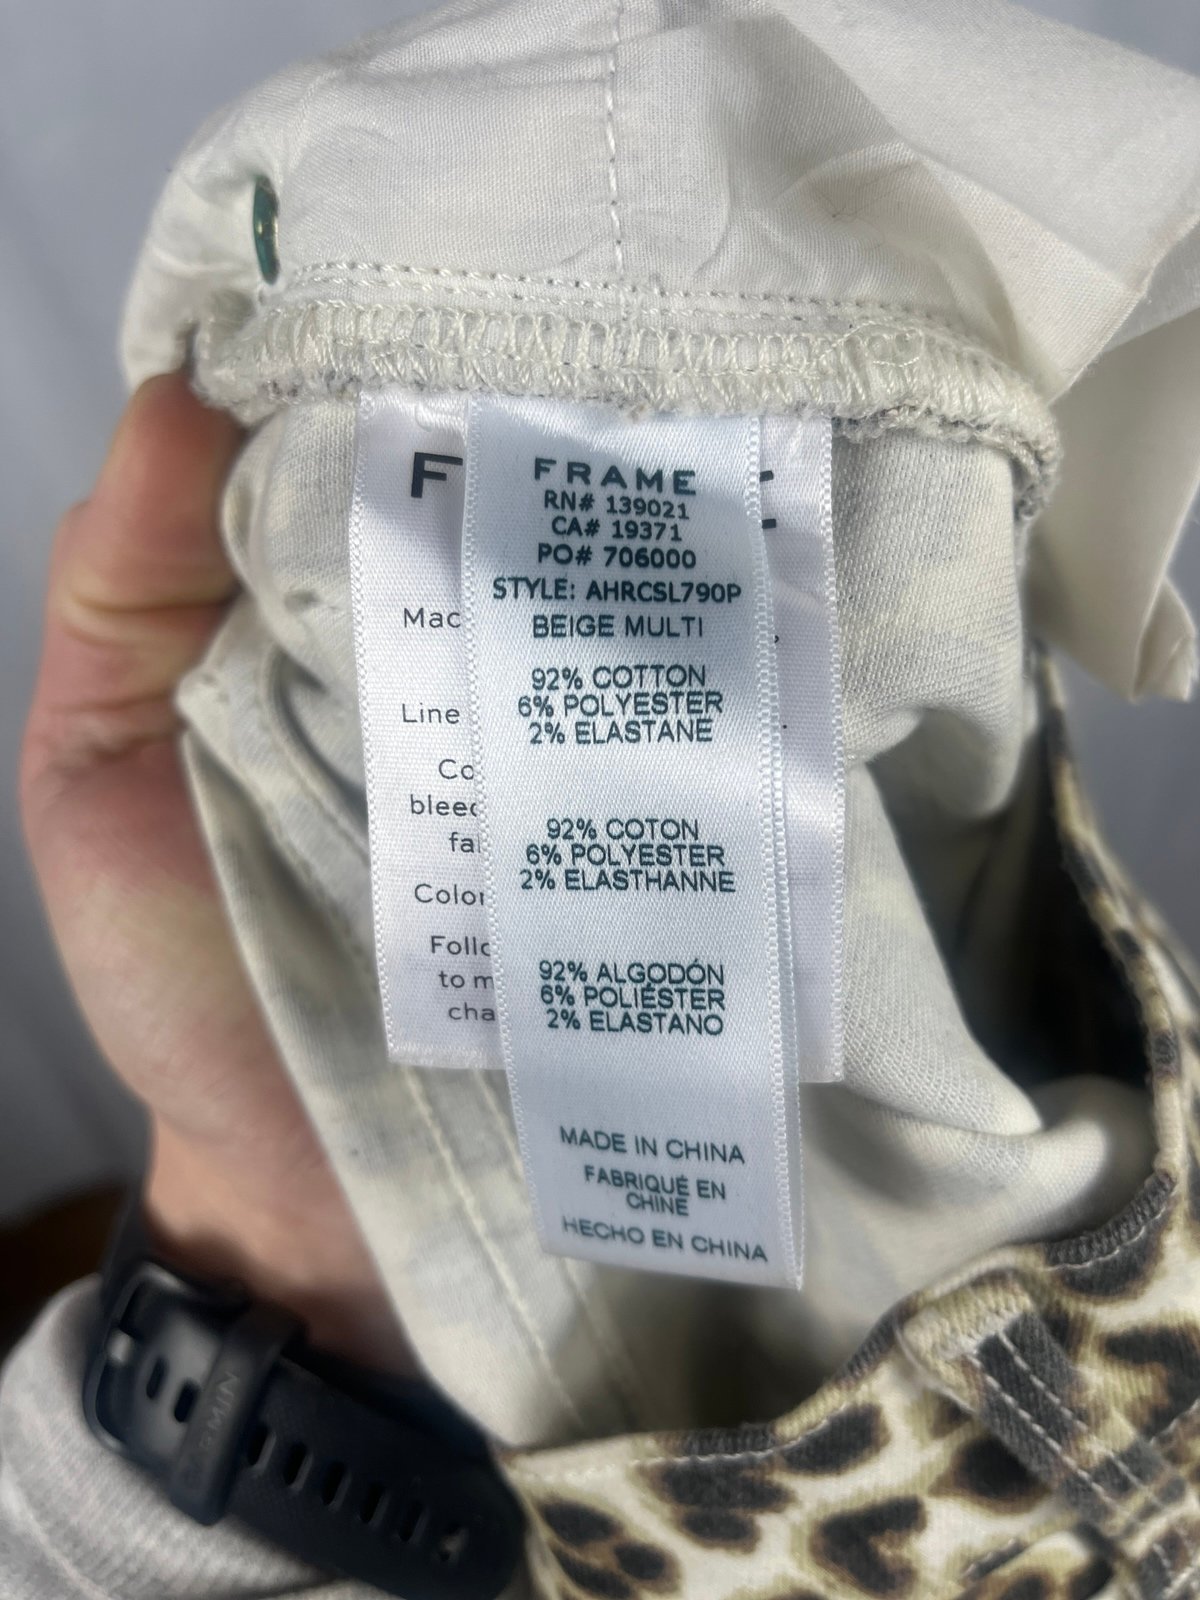 FRAME
RN# 139021
CA# 19371
PO# 706000
STYLE: AHRCSL790P
BEIGE MULTI
92% COTTON
6% POLYESTER
2% ELASTANE
92% COTON
6% POLYESTER
2% ELASTHANNE
92% ALGODÓN
6% POLIÉSTER
2% ELASTANO
MADE IN CHINA
FABRIQUÉ EN
CHINE
HECHO EN CHINA
F
Mac
Line
Co
bleed
fa
Color
Follo
to m
cha
GARMIN